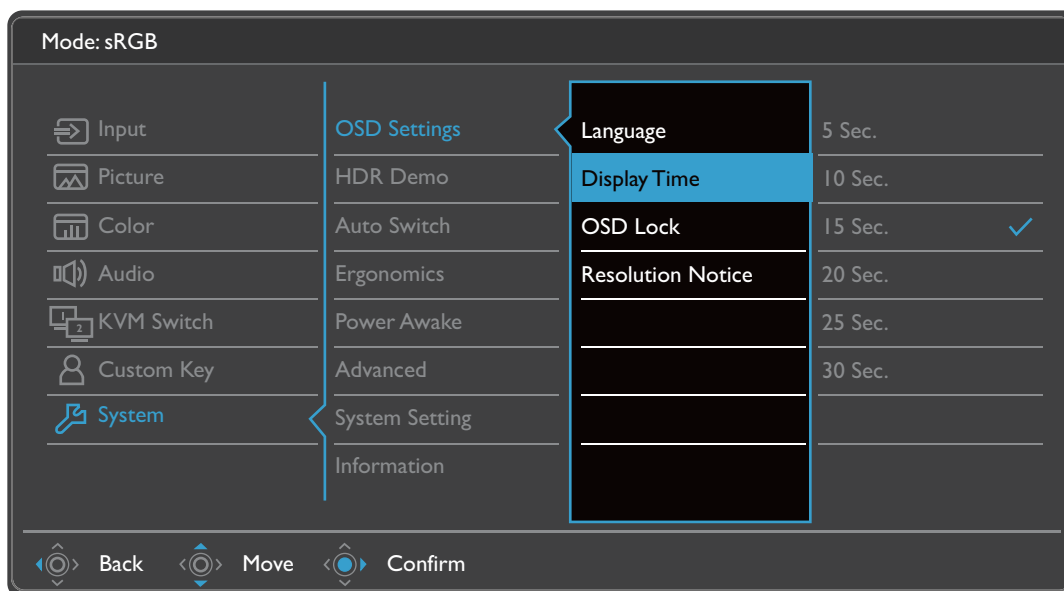 Mode: sRGB
Input
Picture
Color
Audio
1
2
KVM Switch
Custom Key
System
OSD Settings
HDR Demo
Auto Switch
Ergonomics
Power Awake
Advanced
System Setting
Information
Language
Display Time
OSD Lock
Resolution Notice
5 Sec.
10 Sec.
15 Sec.
20 Sec.
25 Sec.
30 Sec.
Back
Move
Confirm